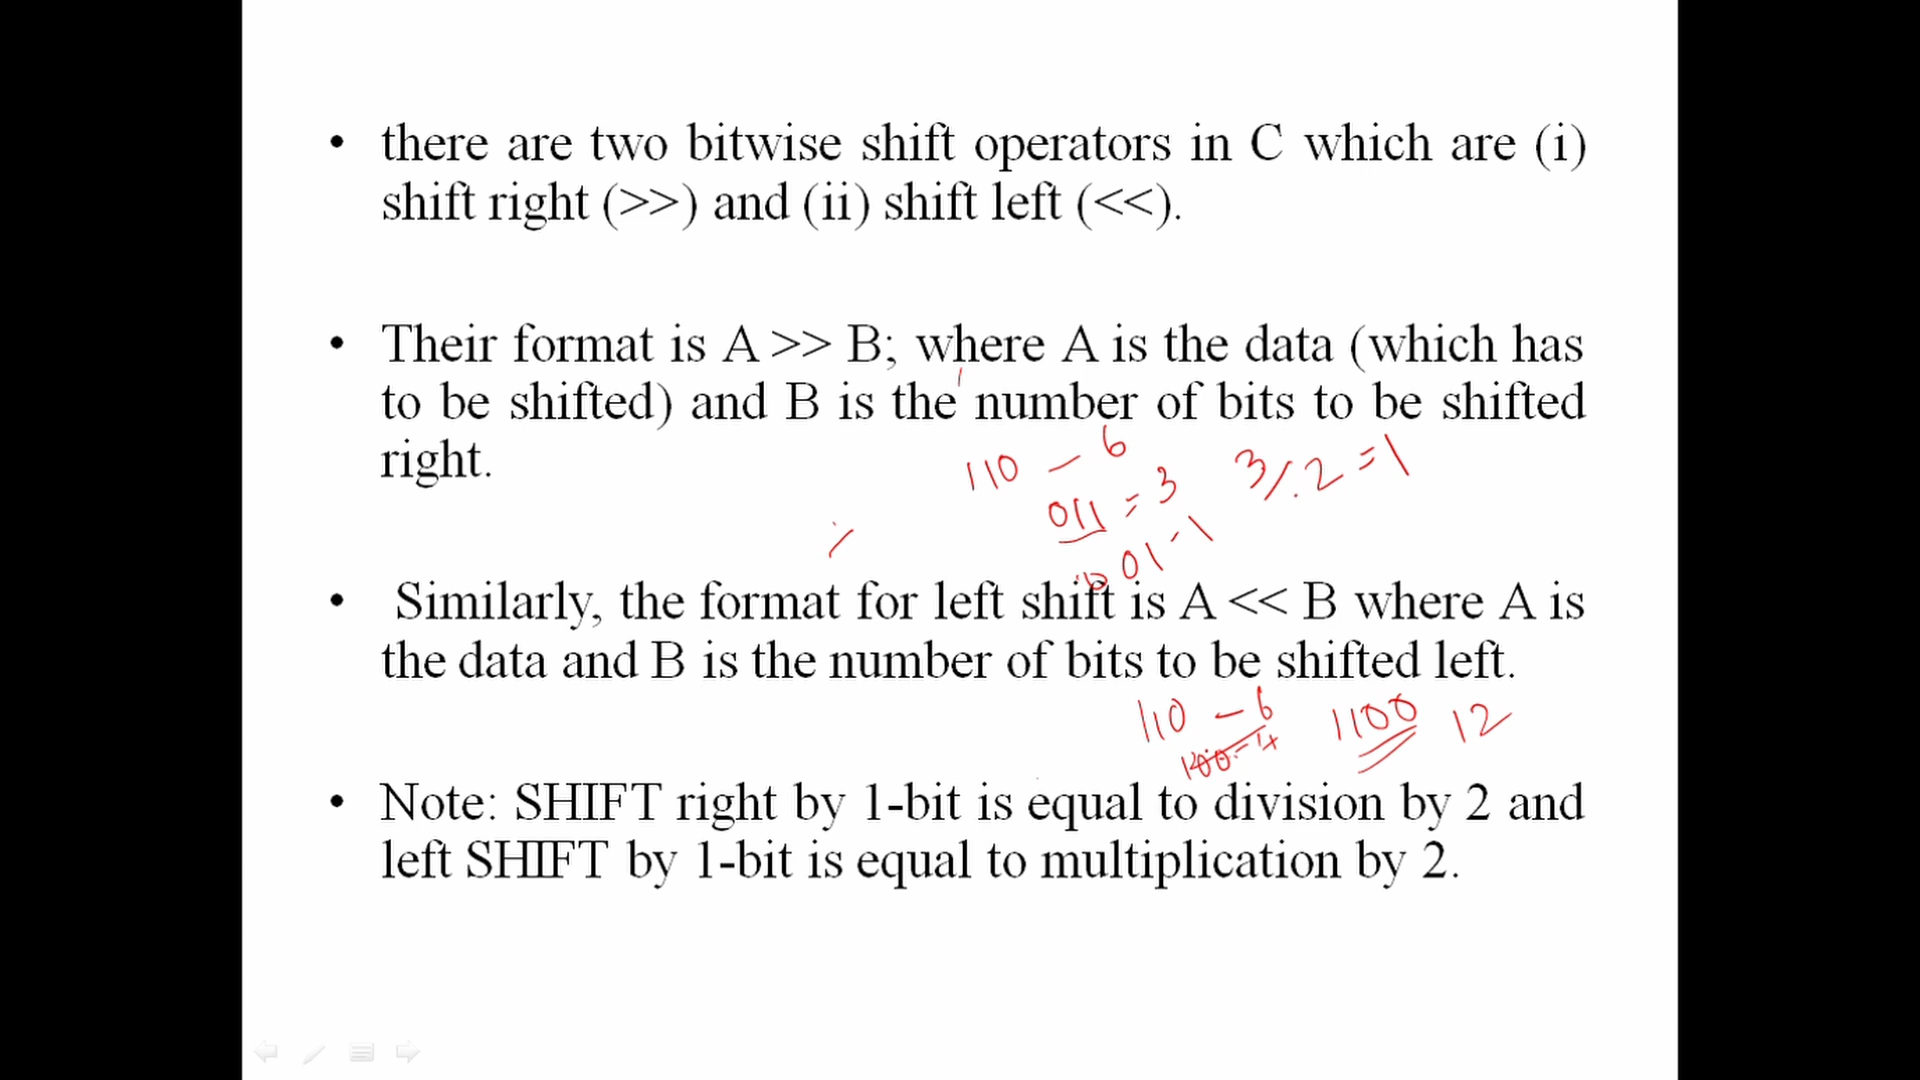 • there are two bitwise shift operators in C which are (i)
shift right (>>) and (ii) shift left (<<).
• Their format is A >> B; where A is the data (which has
to be shifted) and B is the number of bits to be shifted
right.
110 – 6
011 = 3
3/.2 = 1
01 - 1
• Similarly, the format for left shift is A << B where A is
the data and B is the number of bits to be shifted left.
110 – 6
100 = 4
1100 12
• Note: SHIFT right by 1-bit is equal to division by 2 and
left SHIFT by 1-bit is equal to multiplication by 2.